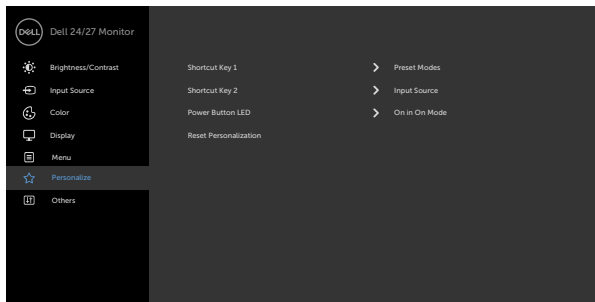 DELL Dell 24/27 Monitor
Brightness/Contrast
Input Source
Color
Display
Menu
Personalize
Others
Shortcut Key 1 Preset Modes
Shortcut Key 2 Input Source
Power Button LED On in On Mode
Reset Personalization